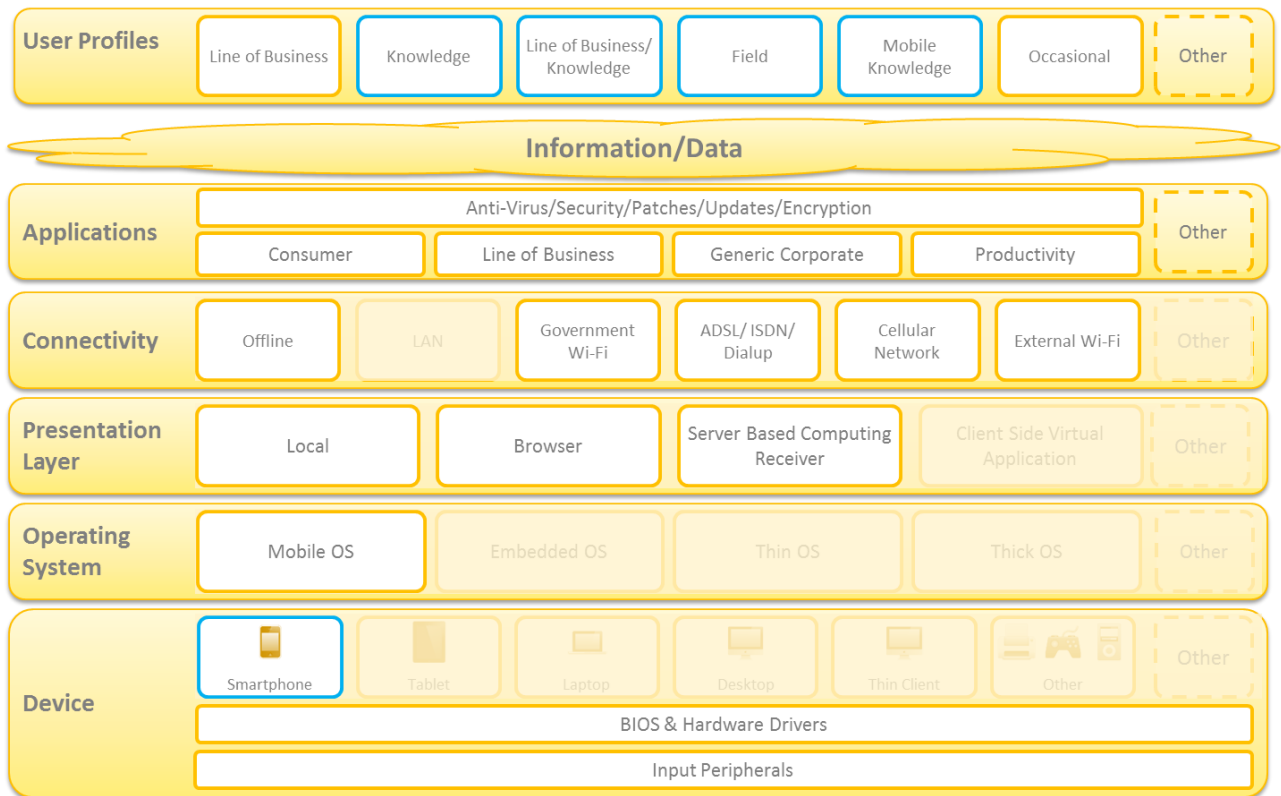 User Profiles
Line of Business
Knowledge
Line of Business/
Knowledge
Field
Mobile
Knowledge
Occasional
Other
Information/Data
Applications
Anti-Virus/Security/Patches/Updates/Encryption
Consumer
Line of Business
Generic Corporate
Productivity
Other
Connectivity
Offline
LAN
Government
Wi-Fi
ADSL/ ISDN/
Dialup
Cellular
Network
External Wi-Fi
Other
Presentation
Layer
Local
Browser
Server Based Computing
Receiver
Client Side Virtual
Application
Other
Operating
System
Mobile OS
Embedded OS
Thin OS
Thick OS
Other
Device
Smartphone
Tablet
Laptop
Desktop
Thin Client
Other
Other
BIOS & Hardware Drivers
Input Peripherals